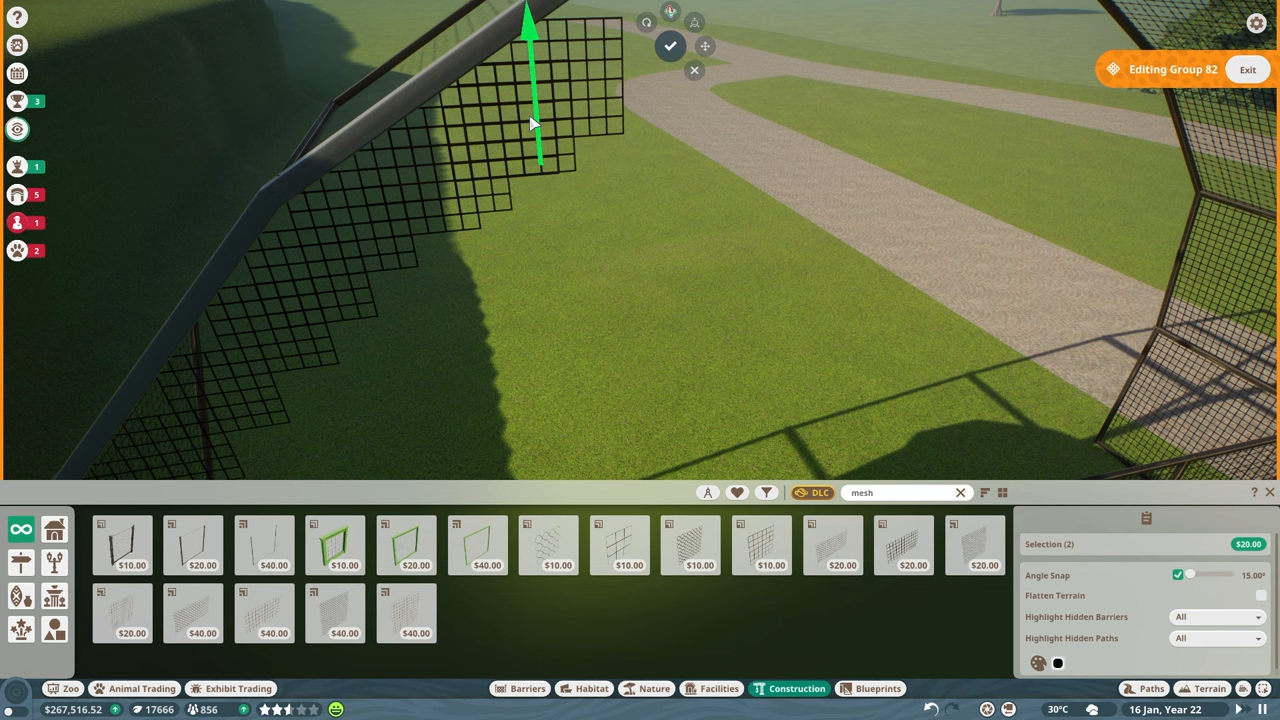 ?
3
1
5
1
2
Editing Group 82
Exit
DLC
mesh
?
$10.00
$20.00
$40.00
$10.00
$20.00
$40.00
$10.00
$10.00
$10.00
$10.00
$20.00
$20.00
$20.00
$20.00
$40.00
$40.00
$40.00
$40.00
Selection (2)
$20.00
Angle Snap
15.00°
Flatten Terrain
Highlight Hidden Barriers
All
Highlight Hidden Paths
All
Zoo
Animal Trading
Exhibit Trading
Barriers
Habitat
Nature
Facilities
Construction
Blueprints
Paths
Terrain
$267,516.52
17666
856
30°C
16 Jan, Year 22